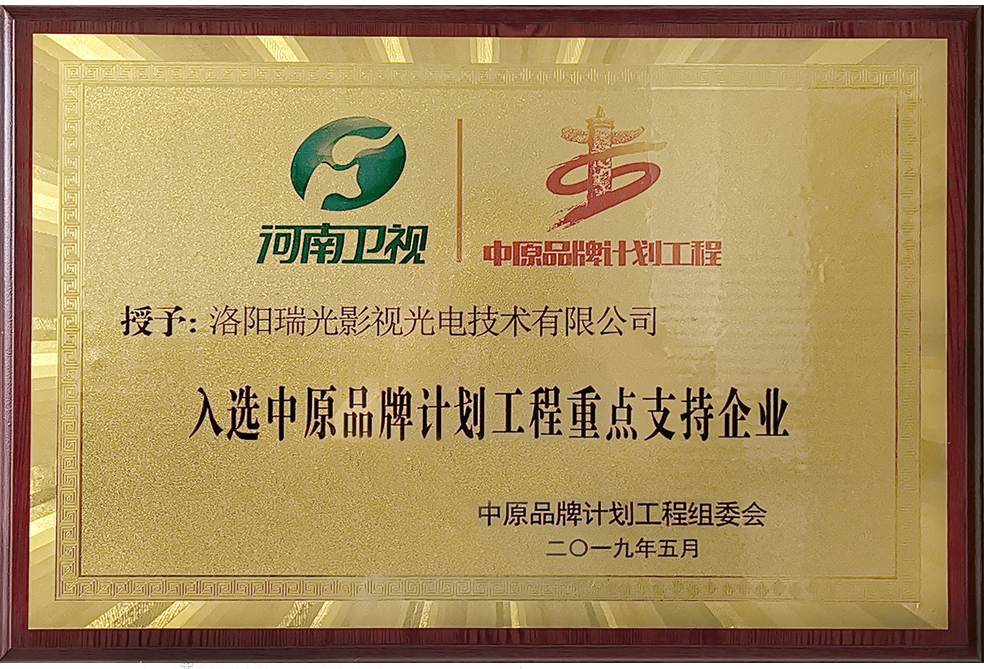 河南卫视
中原品牌计划工程
授予: 洛阳瑞光影视光电技术有限公司
入选中原品牌计划工程重点支持企业
中原品牌计划工程组委会
二〇一九年五月